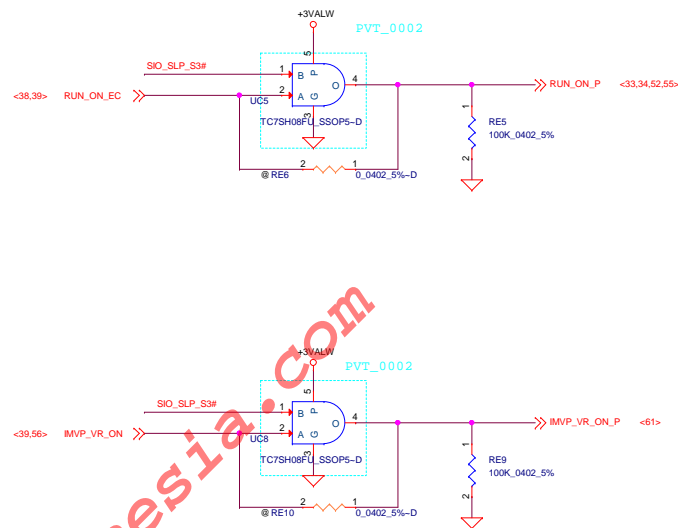 +3VALW
PVT_0002
SIO_SLP_S3#
<38,39> RUN_ON_EC
1 B P 5
2 A G 3
O 4
UC5
TC7SH08FU_SSOP5~D
RUN_ON_P <33,34,52,55>
1
RE5
100K_0402_5%
2
@ RE6 2 1 0_0402_5%~D
+3VALW
PVT_0002
SIO_SLP_S3#
<39,56> IMVP_VR_ON
1 B P 5
2 A G 3
O 4
UC8
TC7SH08FU_SSOP5~D
IMVP_VR_ON_P <61>
1
RE9
100K_0402_5%
2
@ RE10 2 1 0_0402_5%~D
esia.com